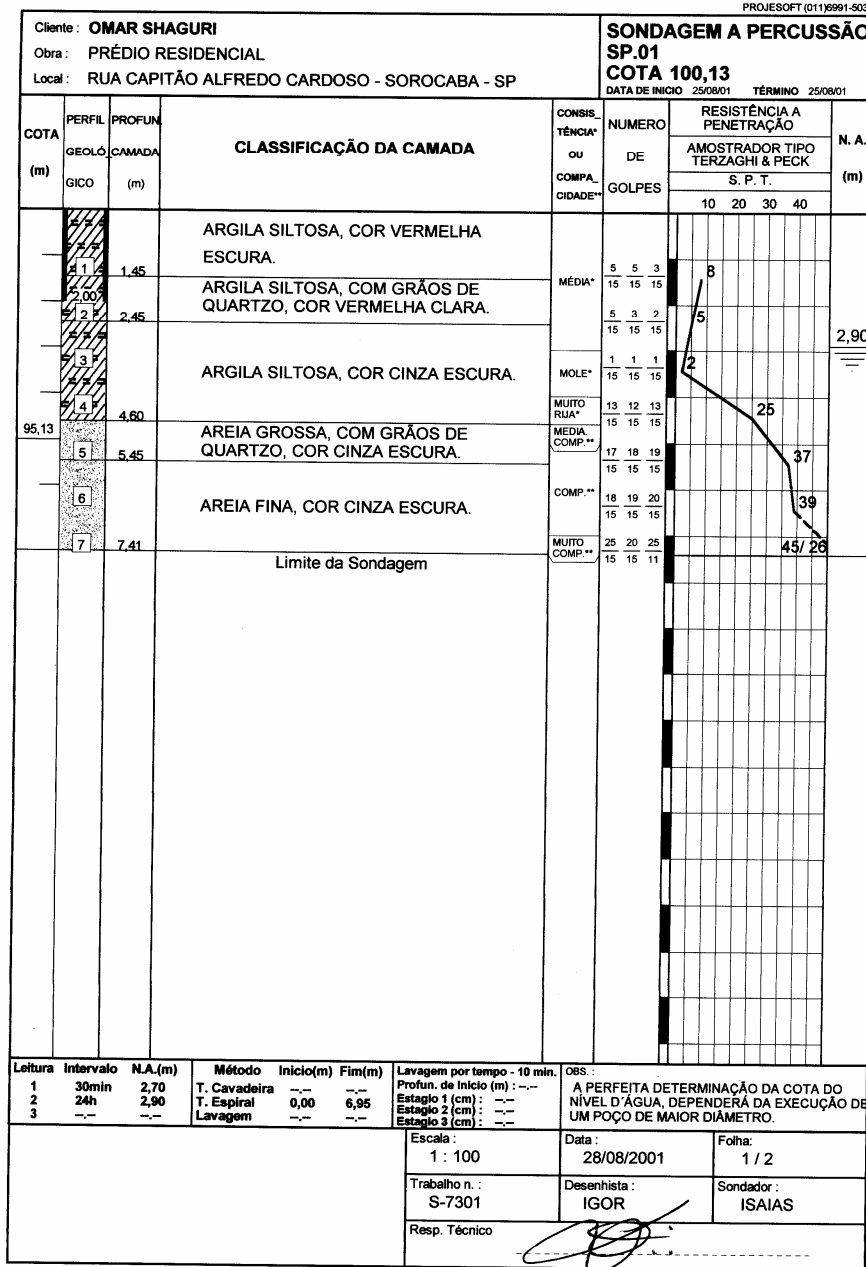 PROJESOFT (011)6991-503
Cliente : OMAR SHAGURI
Obra : PRÉDIO RESIDENCIAL
Local : RUA CAPITÃO ALFREDO CARDOSO - SOROCABA - SP
SONDAGEM A PERCUSSÃO
SP.01
COTA 100,13
DATA DE INICIO 25/08/01 TÉRMINO 25/08/01
COTA
(m)
PERFIL
GEOLÓ
GICO
PROFUN.
CAMADA
(m)
CLASSIFICAÇÃO DA CAMADA
CONSIS_
TÊNCIA*
OU
COMPA_
CIDADE**
NUMERO
DE
GOLPES
RESISTÊNCIA A
PENETRAÇÃO
AMOSTRADOR TIPO
TERZAGHI & PECK
S. P. T.
10 20 30 40
N. A.
(m)
ARGILA SILTOSA, COR VERMELHA
ESCURA.
1
1,45
MÉDIA*
5 5 3
15 15 15
8
ARGILA SILTOSA, COM GRÃOS DE
QUARTZO, COR VERMELHA CLARA.
2,00
2
2,45
5 3 2
15 15 15
5
2,90
3
ARGILA SILTOSA, COR CINZA ESCURA.
MOLE*
1 1 1
15 15 15
2
4
4,60
MUITO
RIJA*
13 12 13
15 15 15
25
95,13
AREIA GROSSA, COM GRÃOS DE
QUARTZO, COR CINZA ESCURA.
5
5,45
MEDIA.
COMP.**
17 18 19
15 15 15
37
6
AREIA FINA, COR CINZA ESCURA.
COMP.**
18 19 20
15 15 15
39
7
7,41
MUITO
COMP.**
25 20 25
15 15 11
45/ 26
Limite da Sondagem
Leitura Intervalo N.A.(m)
1 30min 2,70
2 24h 2,90
3 --.-- --.--
Método Inicio(m) Fim(m)
T. Cavadeira --.-- --.--
T. Espiral 0,00 6,95
Lavagem --.-- --.--
Lavagem por tempo - 10 min.
Profun. de Inicio (m) : --.--
Estagio 1 (cm) : --.--
Estagio 2 (cm) : --.--
Estagio 3 (cm) : --.--
OBS. :
A PERFEITA DETERMINAÇÃO DA COTA DO
NÍVEL D´ÁGUA, DEPENDERÁ DA EXECUÇÃO DE
UM POÇO DE MAIOR DIÂMETRO.
Escala :
1 : 100
Data :
28/08/2001
Folha:
1 / 2
Trabalho n. :
S-7301
Desenhista :
IGOR
Sondador :
ISAIAS
Resp. Técnico